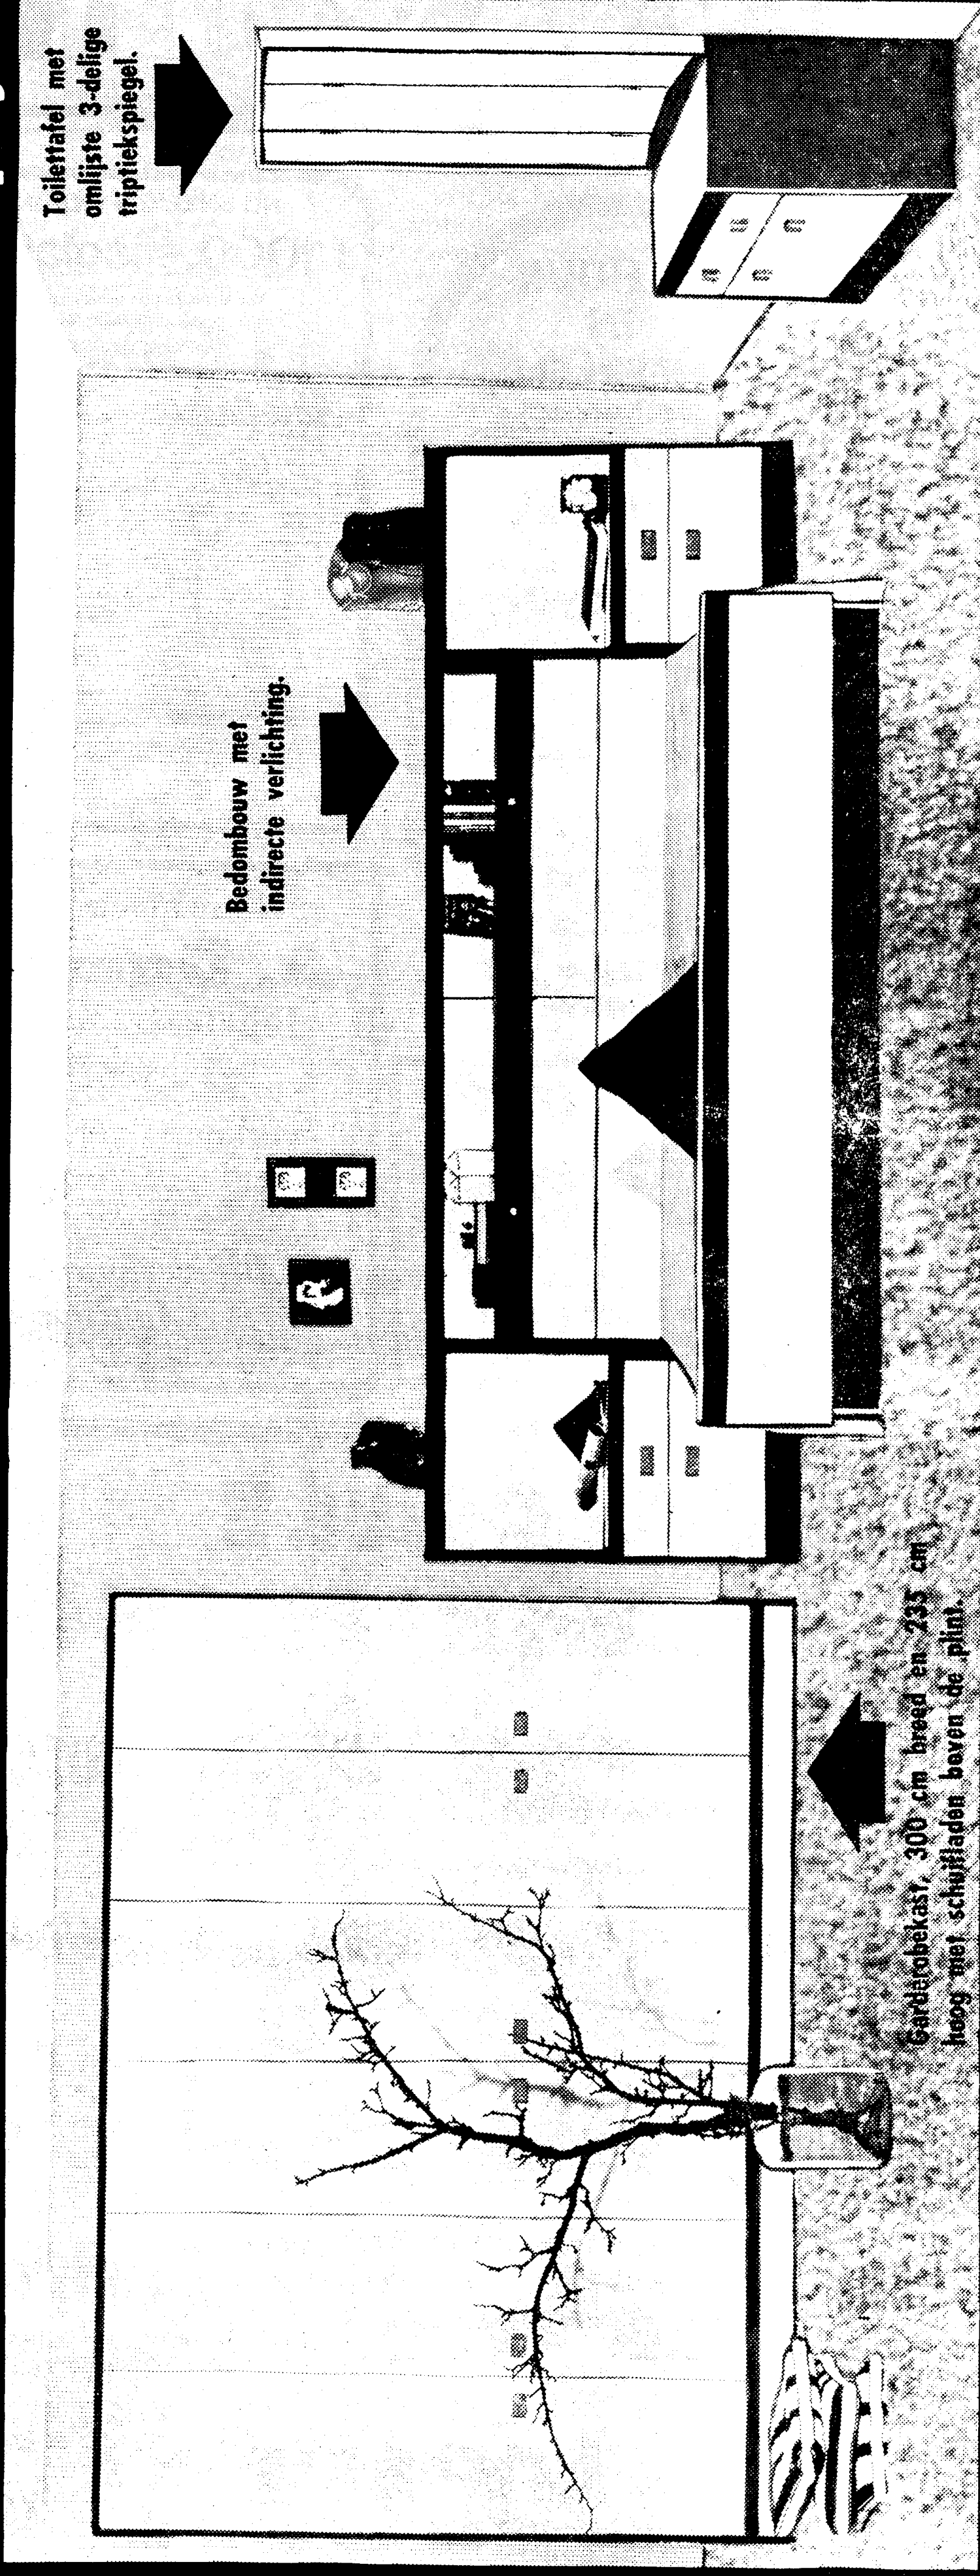 Toilettafel met
omlijste 3-delige
triptiekspiegel.
Bedombouw met
indirecte verlichting.
Garderobekast, 300 cm breed en 235 cm
hoog met schuifladen boven de plint.